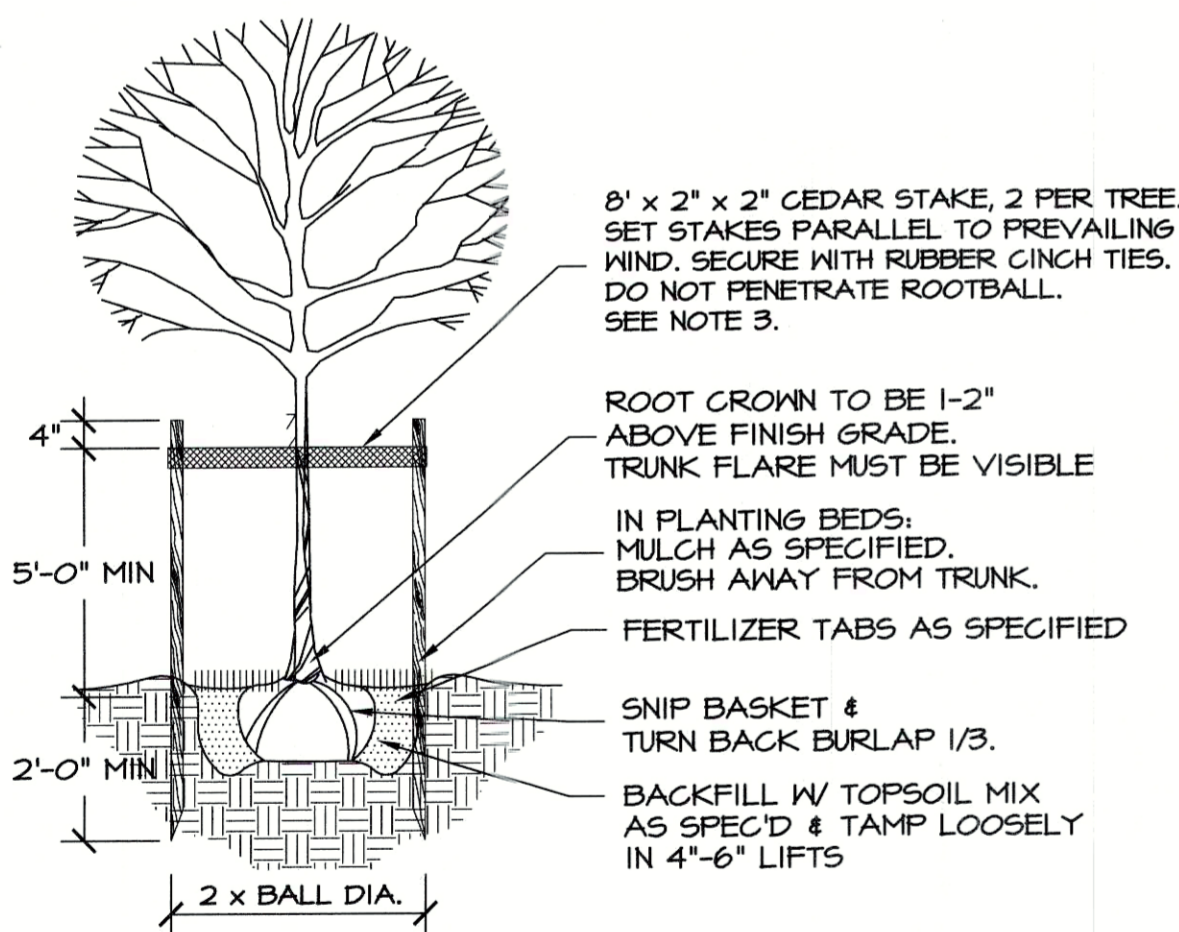 8' x 2" x 2" CEDAR STAKE, 2 PER TREE.
SET STAKES PARALLEL TO PREVAILING
WIND. SECURE WITH RUBBER CINCH TIES.
DO NOT PENETRATE ROOTBALL.
SEE NOTE 3.
ROOT CROWN TO BE 1-2"
ABOVE FINISH GRADE.
TRUNK FLARE MUST BE VISIBLE
IN PLANTING BEDS:
MULCH AS SPECIFIED.
BRUSH AWAY FROM TRUNK.
FERTILIZER TABS AS SPECIFIED
SNIP BASKET &
TURN BACK BURLAP 1/3.
BACKFILL W/ TOPSOIL MIX
AS SPEC'D & TAMP LOOSELY
IN 4"-6" LIFTS
4"
5'-0" MIN
2'-0" MIN
2 x BALL DIA.